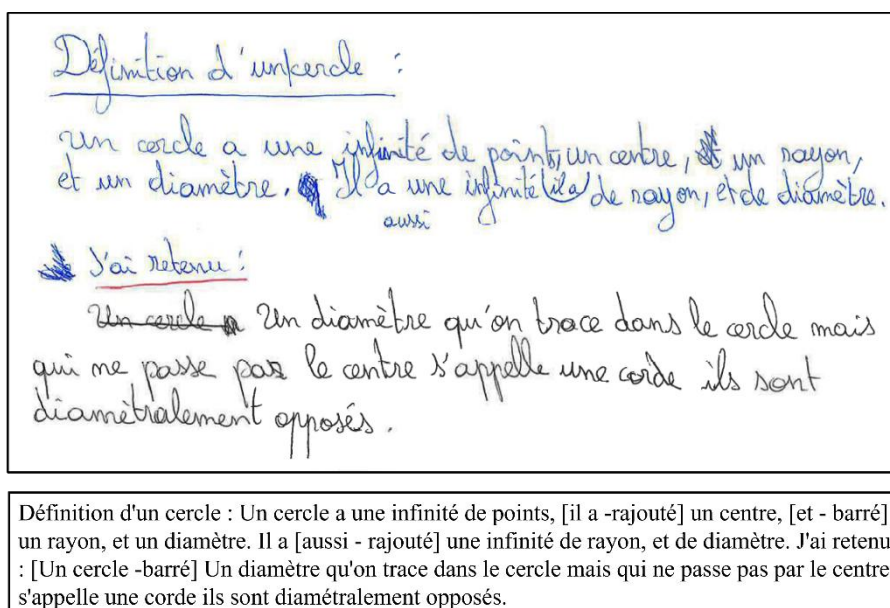 Définition d'un cercle :
Un cercle a une infinité de point, un centre, et un rayon,
et un diamètre. Il a une infinité (il a) de rayon, et de diamètre.
aussi
J'ai retenu :
Un cercle Un diamètre qu'on trace dans le cercle mais
qui ne passe pas le centre s'appelle une corde ils sont
diamètralement opposés.
Définition d'un cercle : Un cercle a une infinité de points, [il a -rajouté] un centre, [et - barré]
un rayon, et un diamètre. Il a [aussi - rajouté] une infinité de rayon, et de diamètre. J'ai retenu
: [Un cercle -barré] Un diamètre qu'on trace dans le cercle mais qui ne passe pas par le centre
s'appelle une corde ils sont diamétralement opposés.